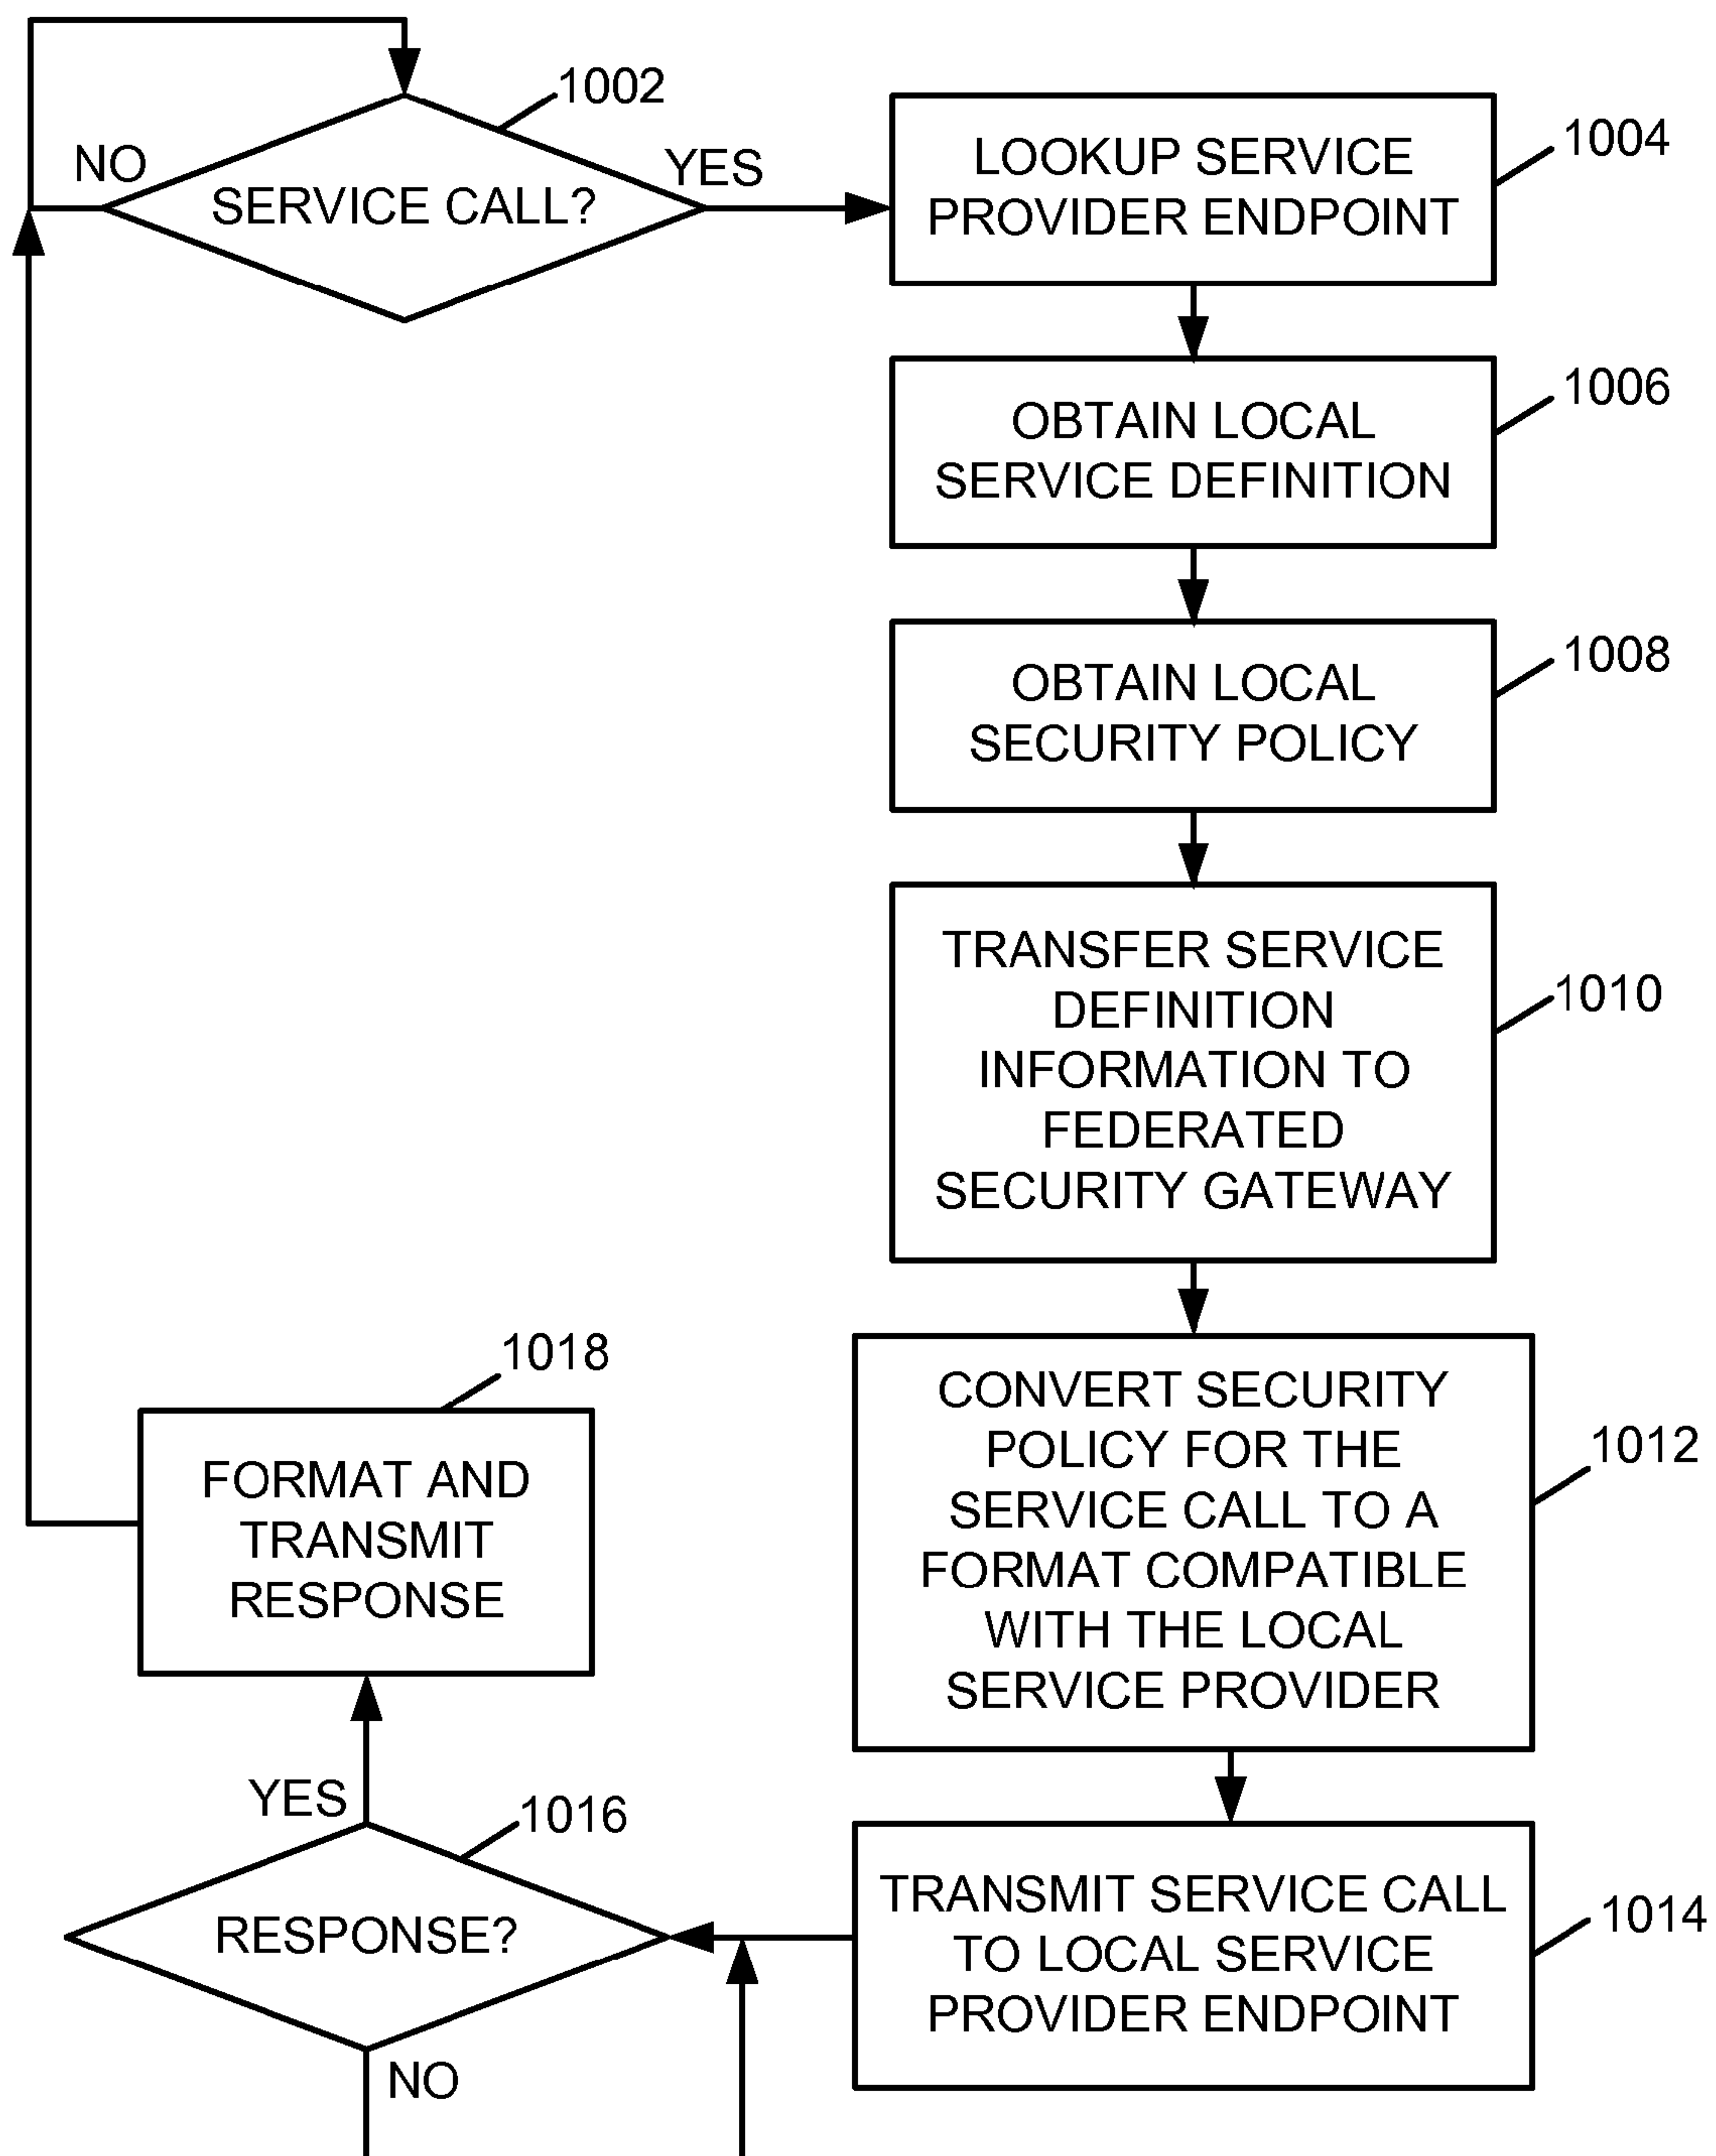 1002
NO
YES
SERVICE CALL?
1004
LOOKUP SERVICE
PROVIDER ENDPOINT
1006
OBTAIN LOCAL
SERVICE DEFINITION
1008
OBTAIN LOCAL
SECURITY POLICY
1010
TRANSFER SERVICE
DEFINITION
INFORMATION TO
FEDERATED
SECURITY GATEWAY
1012
CONVERT SECURITY
POLICY FOR THE
SERVICE CALL TO A
FORMAT COMPATIBLE
WITH THE LOCAL
SERVICE PROVIDER
1014
TRANSMIT SERVICE CALL
TO LOCAL SERVICE
PROVIDER ENDPOINT
1016
RESPONSE?
YES
NO
1018
FORMAT AND
TRANSMIT
RESPONSE